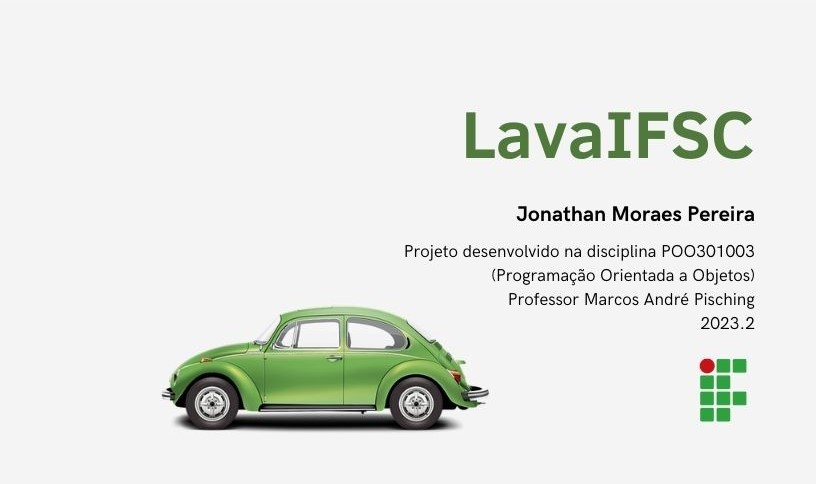 LavaIFSC
Jonathan Moraes Pereira
Projeto desenvolvido na disciplina POO301003
(Programação Orientada a Objetos)
Professor Marcos André Pisching
2023.2